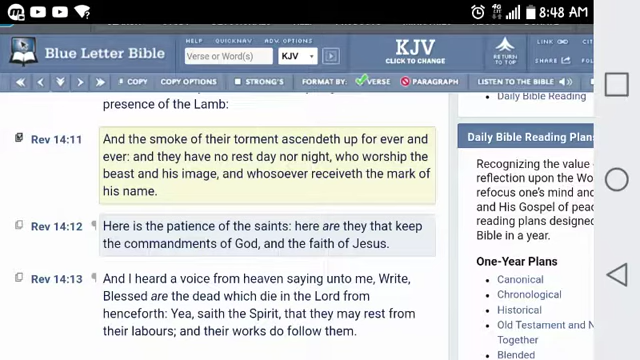 8:48 AM
Blue Letter Bible
HELP QUICKNAV ADV. OPTIONS
Verse or Word(s)
KJV
KJV
CLICK TO CHANGE
RETURN
TO TOP
LINK
CIT
SHARE
COPY
COPY OPTIONS
STRONG'S
FORMAT BY:
VERSE
PARAGRAPH
LISTEN TO THE BIBLE
presence of the Lamb:
Rev 14:11
And the smoke of their torment ascendeth up for ever and
ever: and they have no rest day nor night, who worship the
beast and his image, and whosoever receiveth the mark of
his name.
Rev 14:12
¶
Here is the patience of the saints: here are they that keep
the commandments of God, and the faith of Jesus.
Rev 14:13
¶
And I heard a voice from heaven saying unto me, Write,
Blessed are the dead which die in the Lord from
henceforth: Yea, saith the Spirit, that they may rest from
their labours; and their works do follow them.
Daily Bible Reading
Daily Bible Reading Plans
Recognizing the value
reflection upon the Wo
refocus one's mind and
and His Gospel of peac
reading plans designed
Bible in a year.
One-Year Plans
Canonical
Chronological
Historical
Old Testament and N
Together
Blended